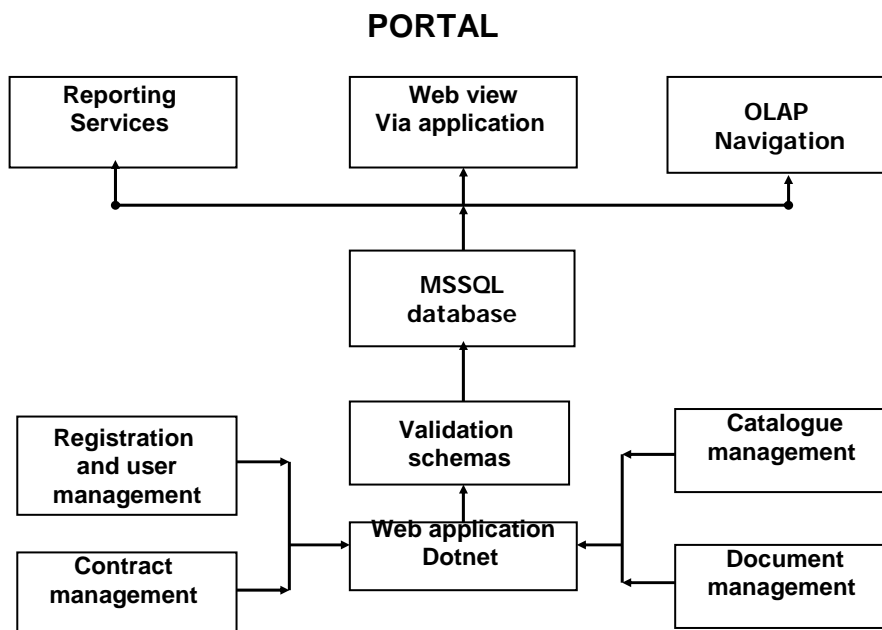 PORTAL
Reporting
Services
Web view
Via application
OLAP
Navigation
MSSQL
database
Registration
and user
management
Validation
schemas
Catalogue
management
Contract
management
Web application
Dotnet
Document
management